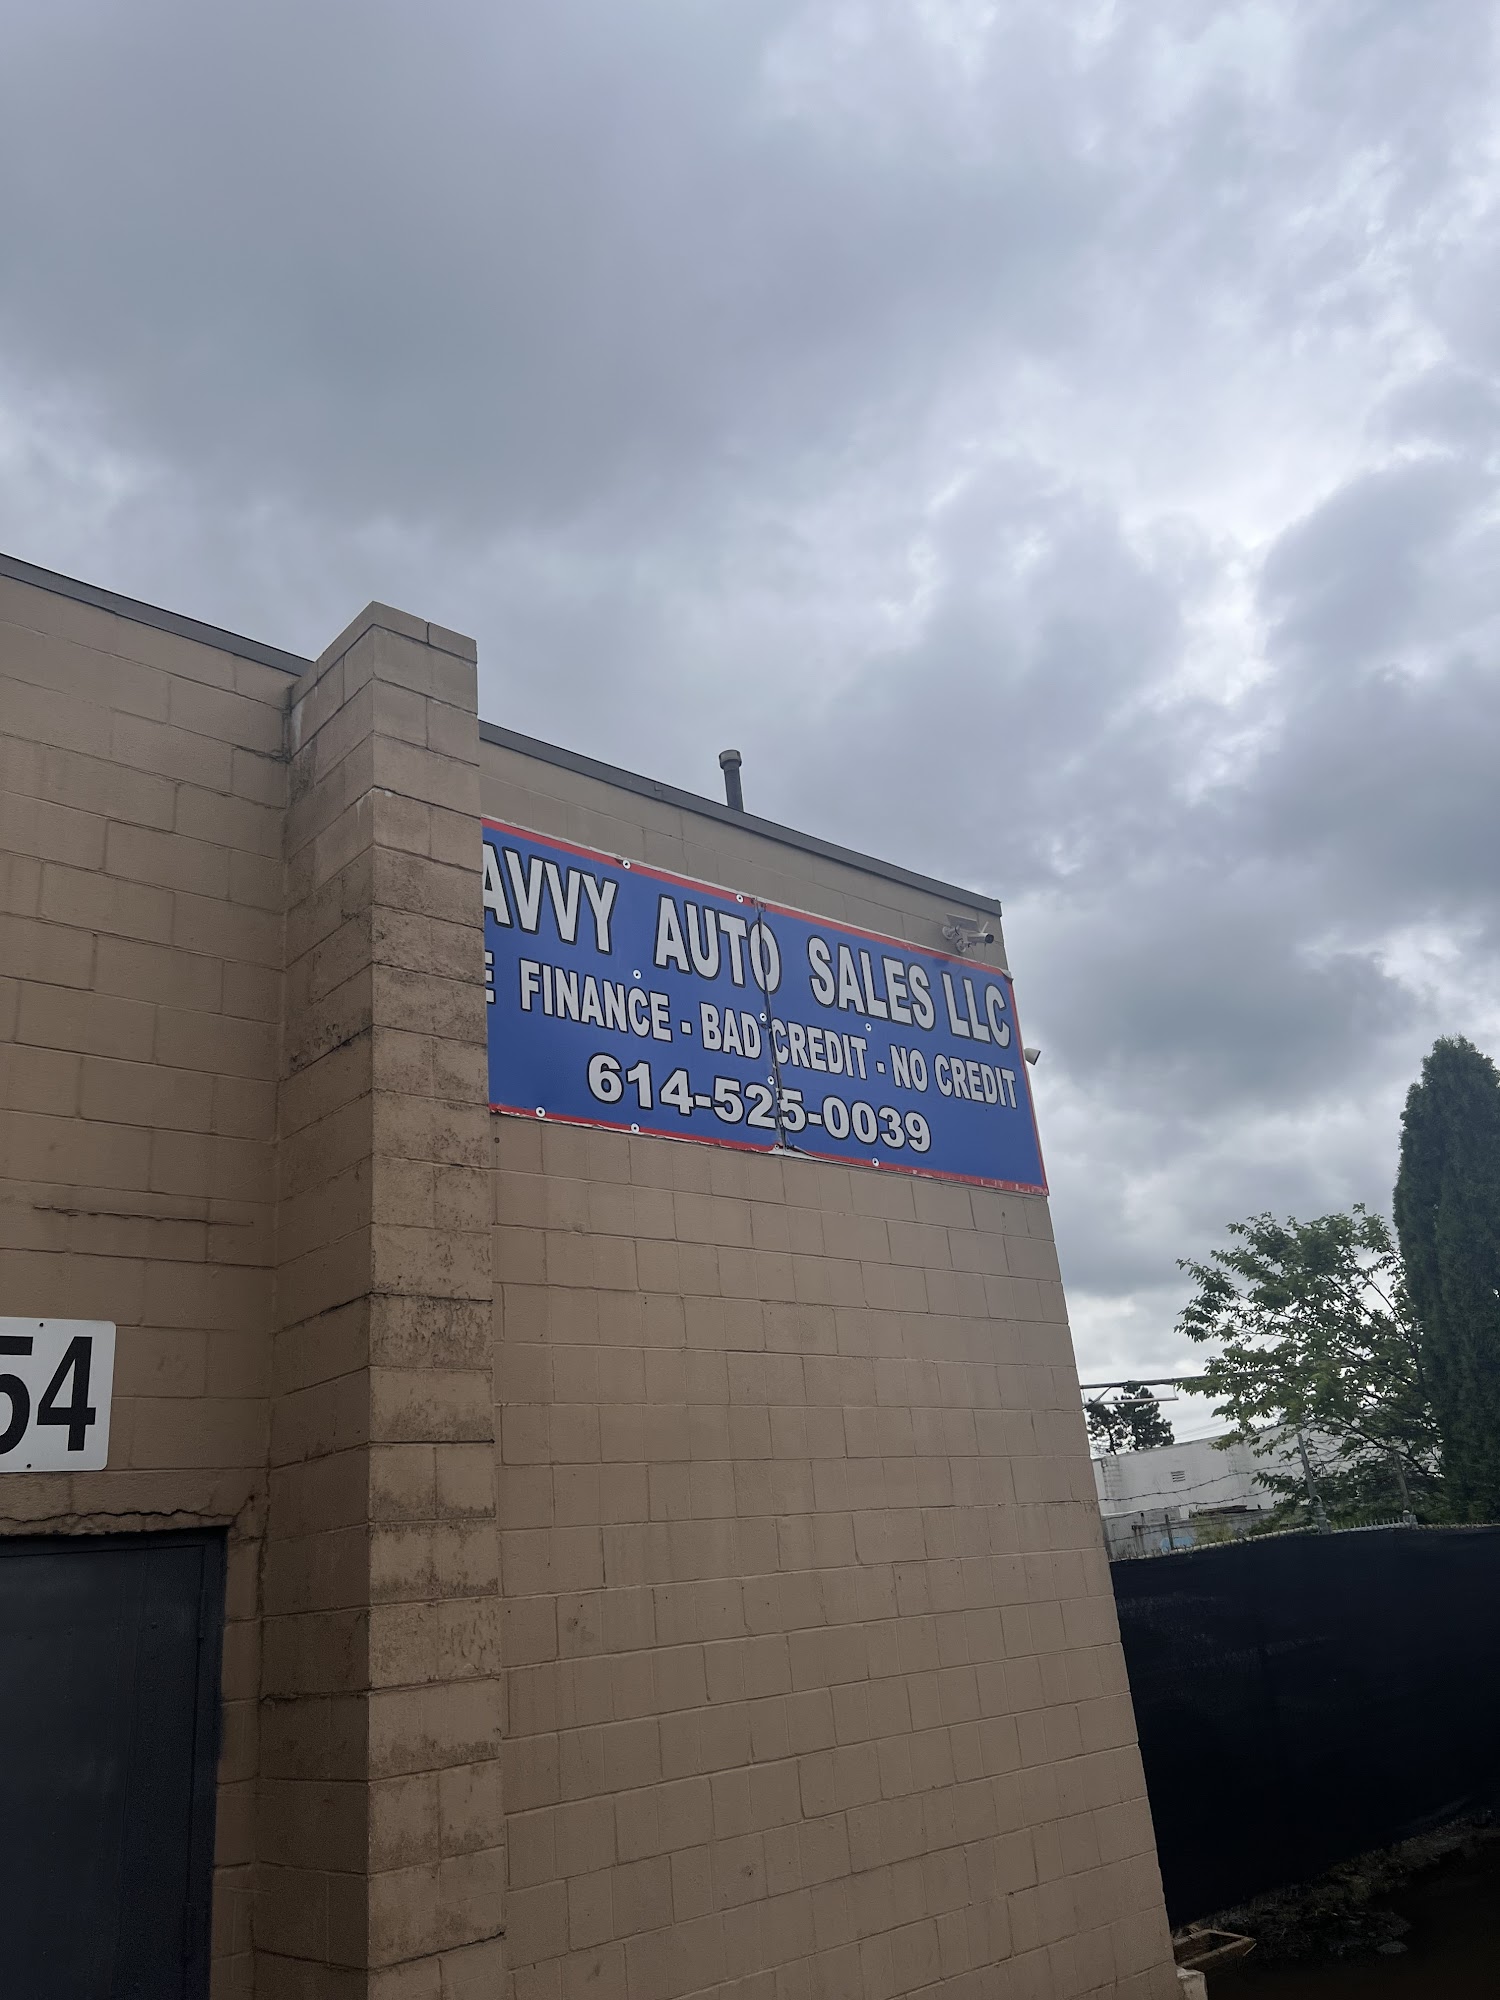 AVVY AUTO SALES LLC
E FINANCE - BAD CREDIT - NO CREDIT
614-525-0039
54